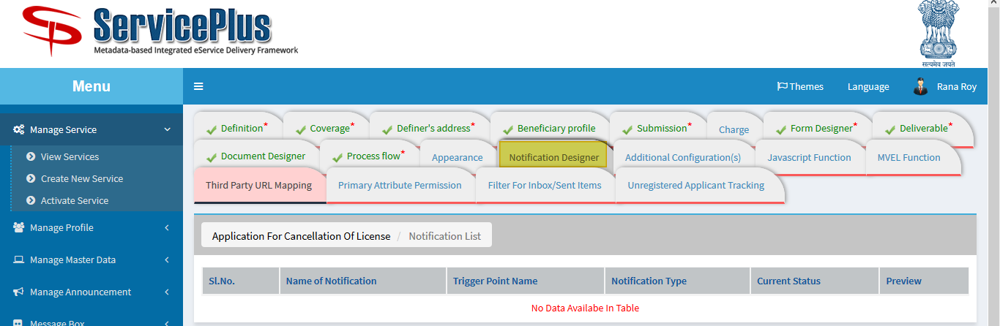 ServicePlus
Metadata-based Integrated eService Delivery Framework
सत्यमेव जयते
Menu
Themes Language Rana Roy
Manage Service
View Services
Create New Service
Activate Service
Manage Profile
Manage Master Data
Manage Announcement
Message Box
Definition* Coverage* Definer's address* Beneficiary profile Submission* Charge Form Designer* Deliverable*
Document Designer Process flow* Appearance Notification Designer Additional Configuration(s) Javascript Function MVEL Function
Third Party URL Mapping Primary Attribute Permission Filter For Inbox/Sent Items Unregistered Applicant Tracking
Application For Cancellation Of License / Notification List
Sl.No. Name of Notification Trigger Point Name Notification Type Current Status Preview
No Data Availabe In Table